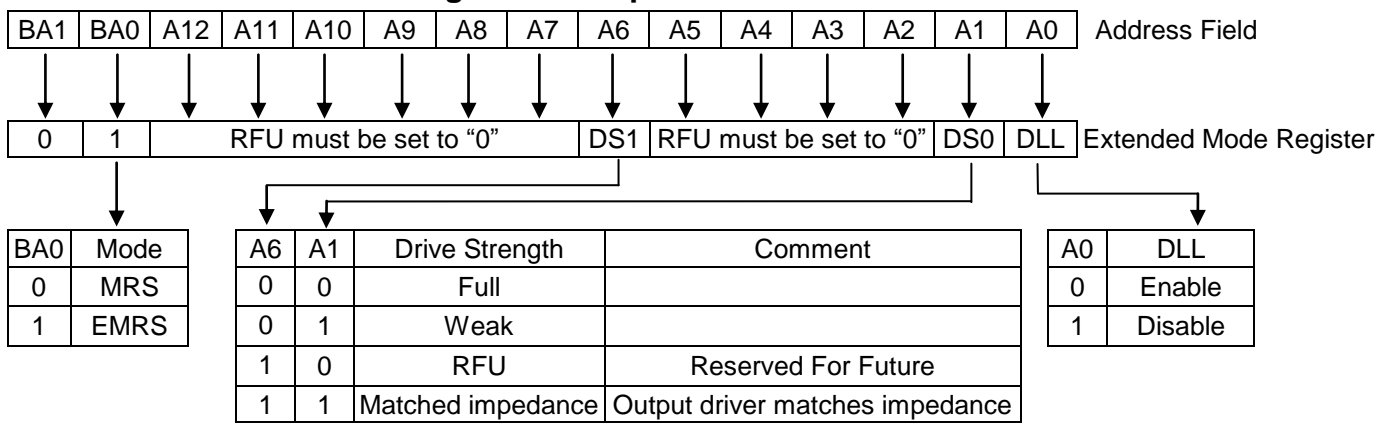 BA1 BA0 A12 A11 A10 A9 A8 A7 A6 A5 A4 A3 A2 A1 A0 Address Field
0 1 RFU must be set to “0” DS1 RFU must be set to “0” DS0 DLL Extended Mode Register
BA0 Mode A6 A1 Drive Strength Comment A0 DLL
0 MRS 0 0 Full 0 Enable
1 EMRS 0 1 Weak 1 Disable
1 0 RFU Reserved For Future
1 1 Matched impedance Output driver matches impedance